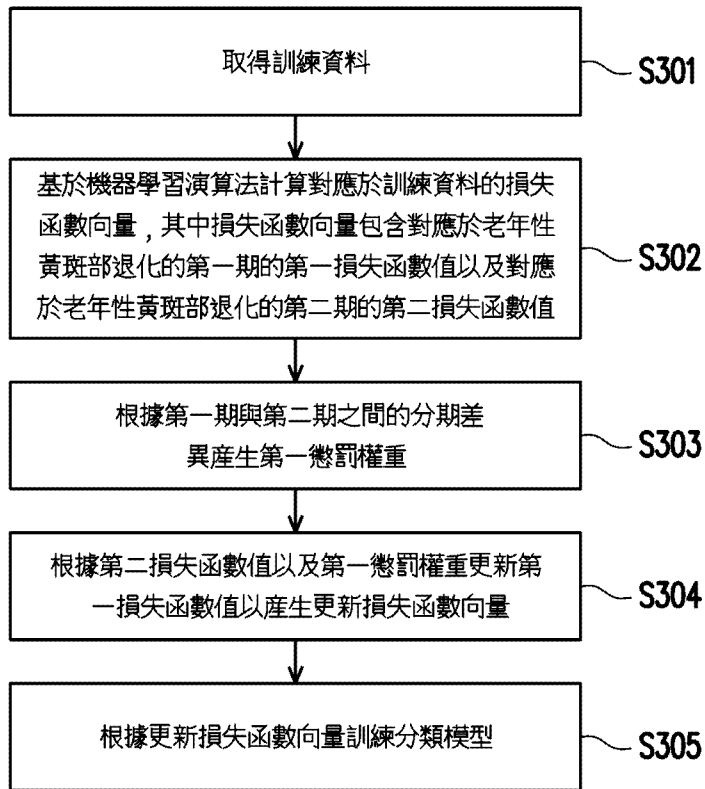 取得訓練資料
S301
基於機器學習演算法計算對應於訓練資料的損失
函數向量，其中損失函數向量包含對應於老年性
黃斑部退化的第一期的第一損失函數值以及對應
於老年性黃斑部退化的第二期的第二損失函數值
S302
根據第一期與第二期之間的分期差
異産生第一懲罰權重
S303
根據第二損失函數值以及第一懲罰權重更新第
一損失函數值以産生更新損失函數向量
S304
根據更新損失函數向量訓練分類模型
S305